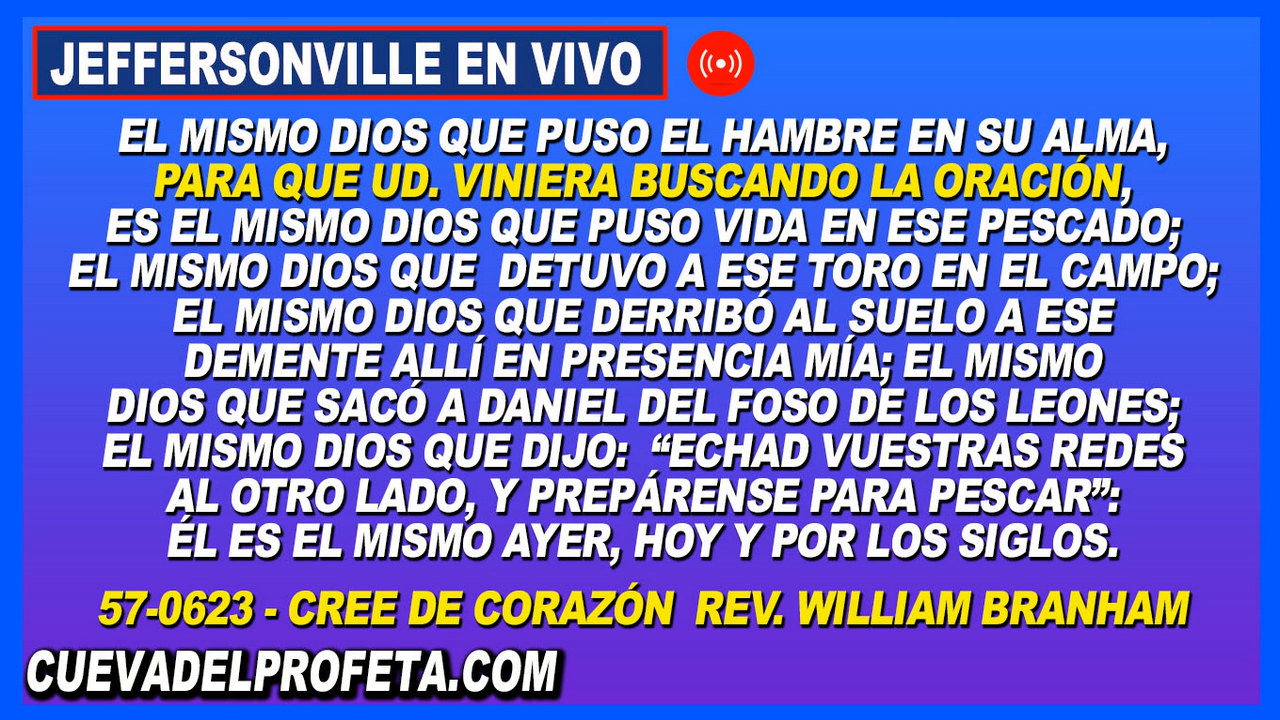 JEFFERSONVILLE EN VIVO
EL MISMO DIOS QUE PUSO EL HAMBRE EN SU ALMA,
PARA QUE UD. VINIERA BUSCANDO LA ORACIÓN,
ES EL MISMO DIOS QUE PUSO VIDA EN ESE PESCADO;
EL MISMO DIOS QUE DETUVO A ESE TORO EN EL CAMPO;
EL MISMO DIOS QUE DERRIBÓ AL SUELO A ESE
DEMENTE ALLÍ EN PRESENCIA MÍA; EL MISMO
DIOS QUE SACÓ A DANIEL DEL FOSO DE LOS LEONES;
EL MISMO DIOS QUE DIJO: “ECHAD VUESTRAS REDES
AL OTRO LADO, Y PREPÁRENSE PARA PESCAR”:
ÉL ES EL MISMO AYER, HOY Y POR LOS SIGLOS.
57-0623 - CREE DE CORAZÓN REV. WILLIAM BRANHAM
CUEVADELPROFETA.COM